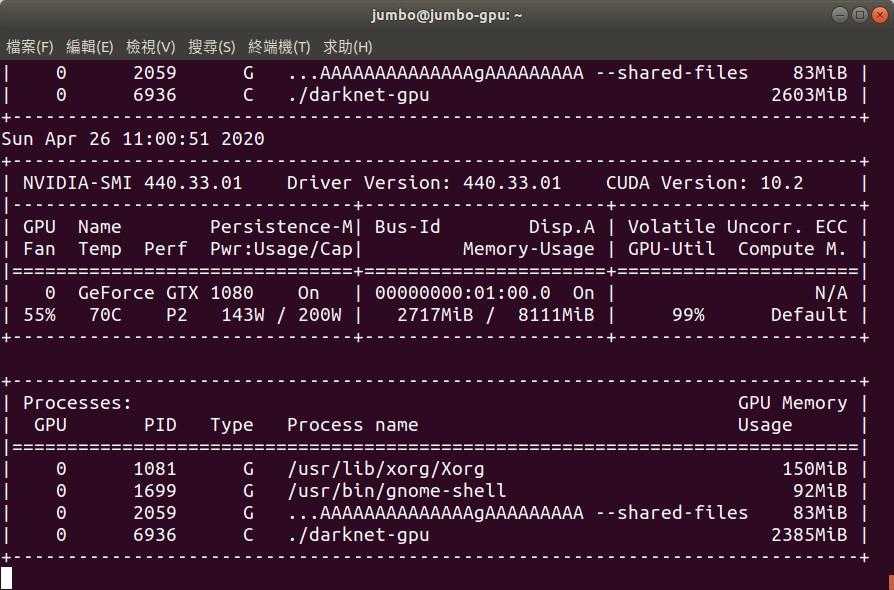 jumbo@jumbo-gpu: ~
檔案(F) 編輯(E) 檢視(V) 搜尋(S) 終端機(T) 求助(H)
|    0      2059      G   ...AAAAAAAAAAAAAAgAAAAAAAAA --shared-files    83MiB |
|    0      6936      C   ./darknet-gpu                               2603MiB |
+-----------------------------------------------------------------------------+
Sun Apr 26 11:00:51 2020
+-----------------------------------------------------------------------------+
| NVIDIA-SMI 440.33.01    Driver Version: 440.33.01    CUDA Version: 10.2     |
|-------------------------------+----------------------+----------------------+
| GPU  Name        Persistence-M| Bus-Id        Disp.A | Volatile Uncorr. ECC |
| Fan  Temp  Perf  Pwr:Usage/Cap|         Memory-Usage | GPU-Util  Compute M. |
|===============================+======================+======================|
|   0  GeForce GTX 1080    On   | 00000000:01:00.0  On |                  N/A |
| 55%   70C    P2   143W / 200W |   2717MiB /  8111MiB |     99%      Default |
+-------------------------------+----------------------+----------------------+
+-----------------------------------------------------------------------------+
| Processes:                                                       GPU Memory |
|  GPU       PID   Type   Process name                             Usage      |
|=============================================================================|
|    0      1081      G   /usr/lib/xorg/Xorg                           150MiB |
|    0      1699      G   /usr/bin/gnome-shell                          92MiB |
|    0      2059      G   ...AAAAAAAAAAAAAAgAAAAAAAAA --shared-files    83MiB |
|    0      6936      C   ./darknet-gpu                               2385MiB |
+-----------------------------------------------------------------------------+